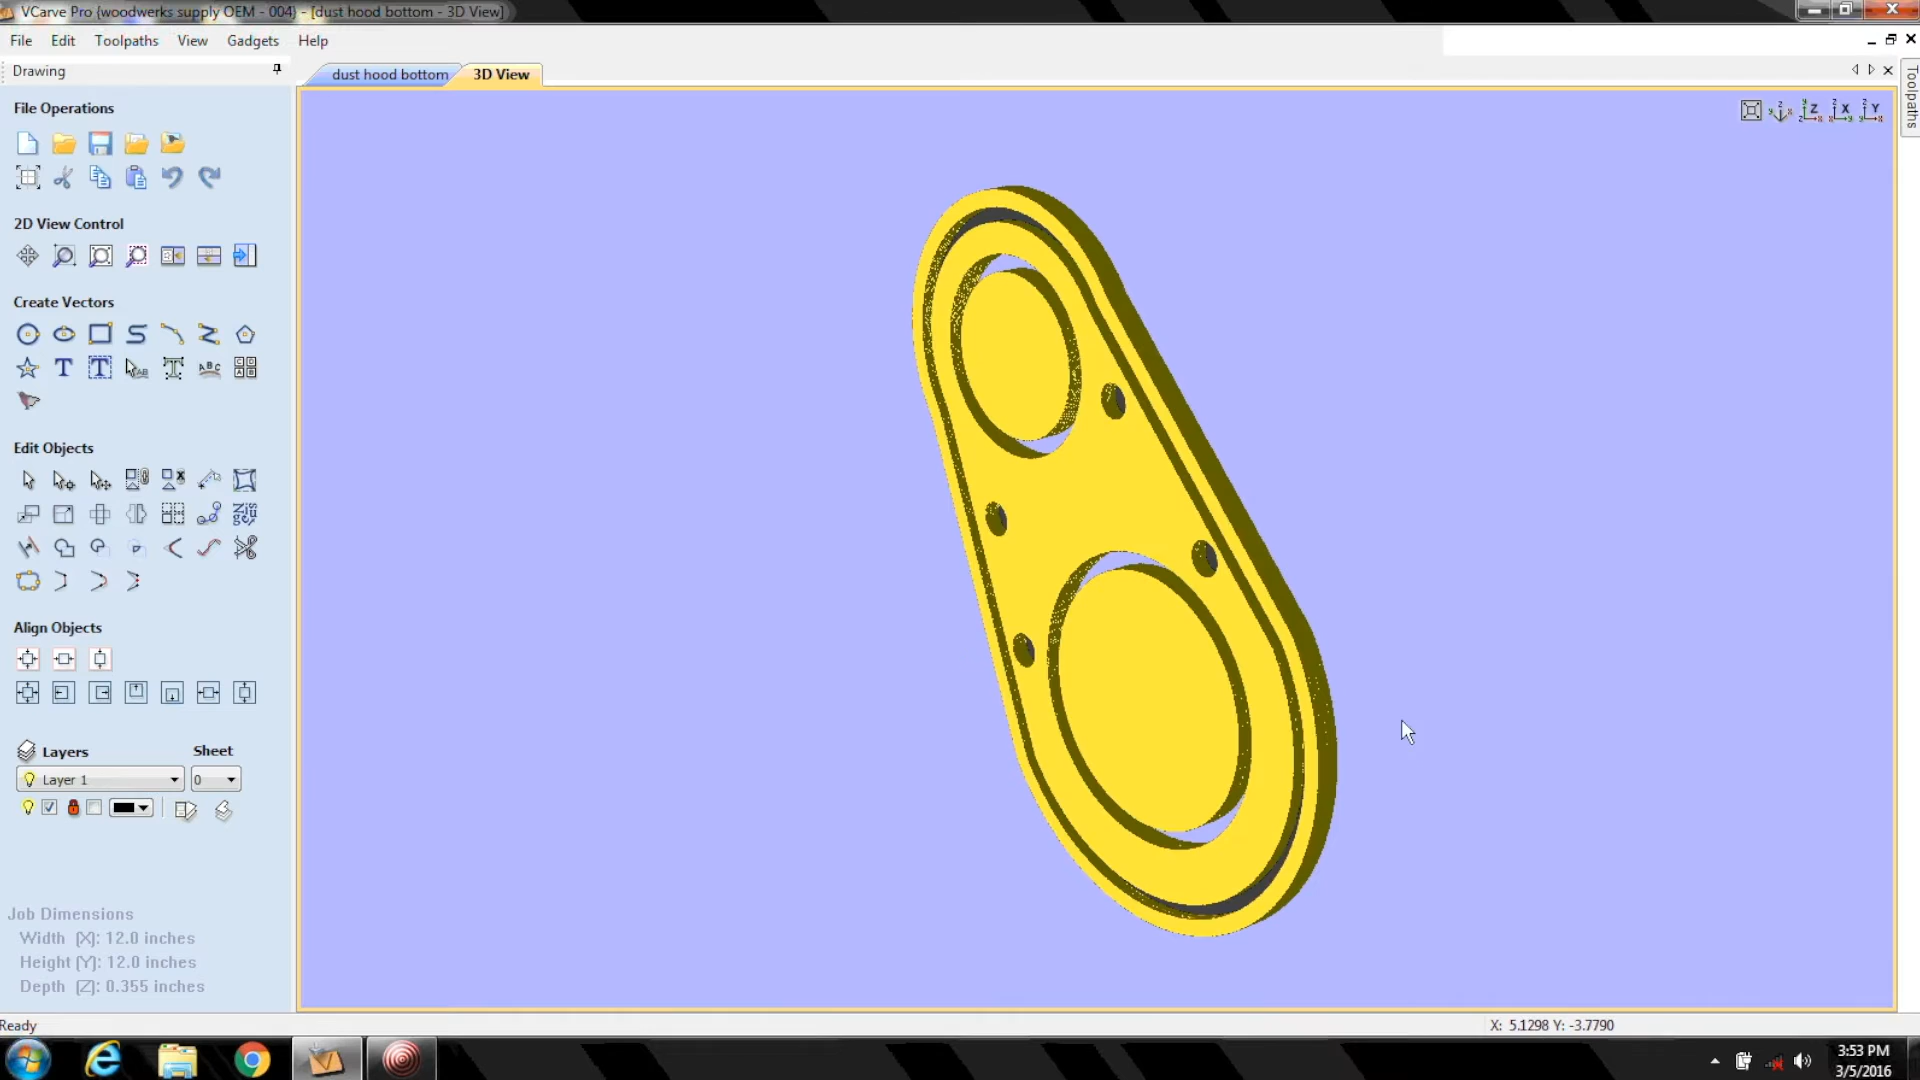 VCarve Pro {woodwerks supply OEM - 004} - [dust hood bottom - 3D View]
File Edit Toolpaths View Gadgets Help
Drawing
dust hood bottom 3D View
Toolpaths
File Operations
2D View Control
Create Vectors
Edit Objects
Align Objects
Layers Sheet
Layer 1 0
Job Dimensions
Width (X): 12.0 inches
Height (Y): 12.0 inches
Depth (Z): 0.355 inches
Ready
X: 5.1298 Y: -3.7790
3:53 PM
3/5/2016